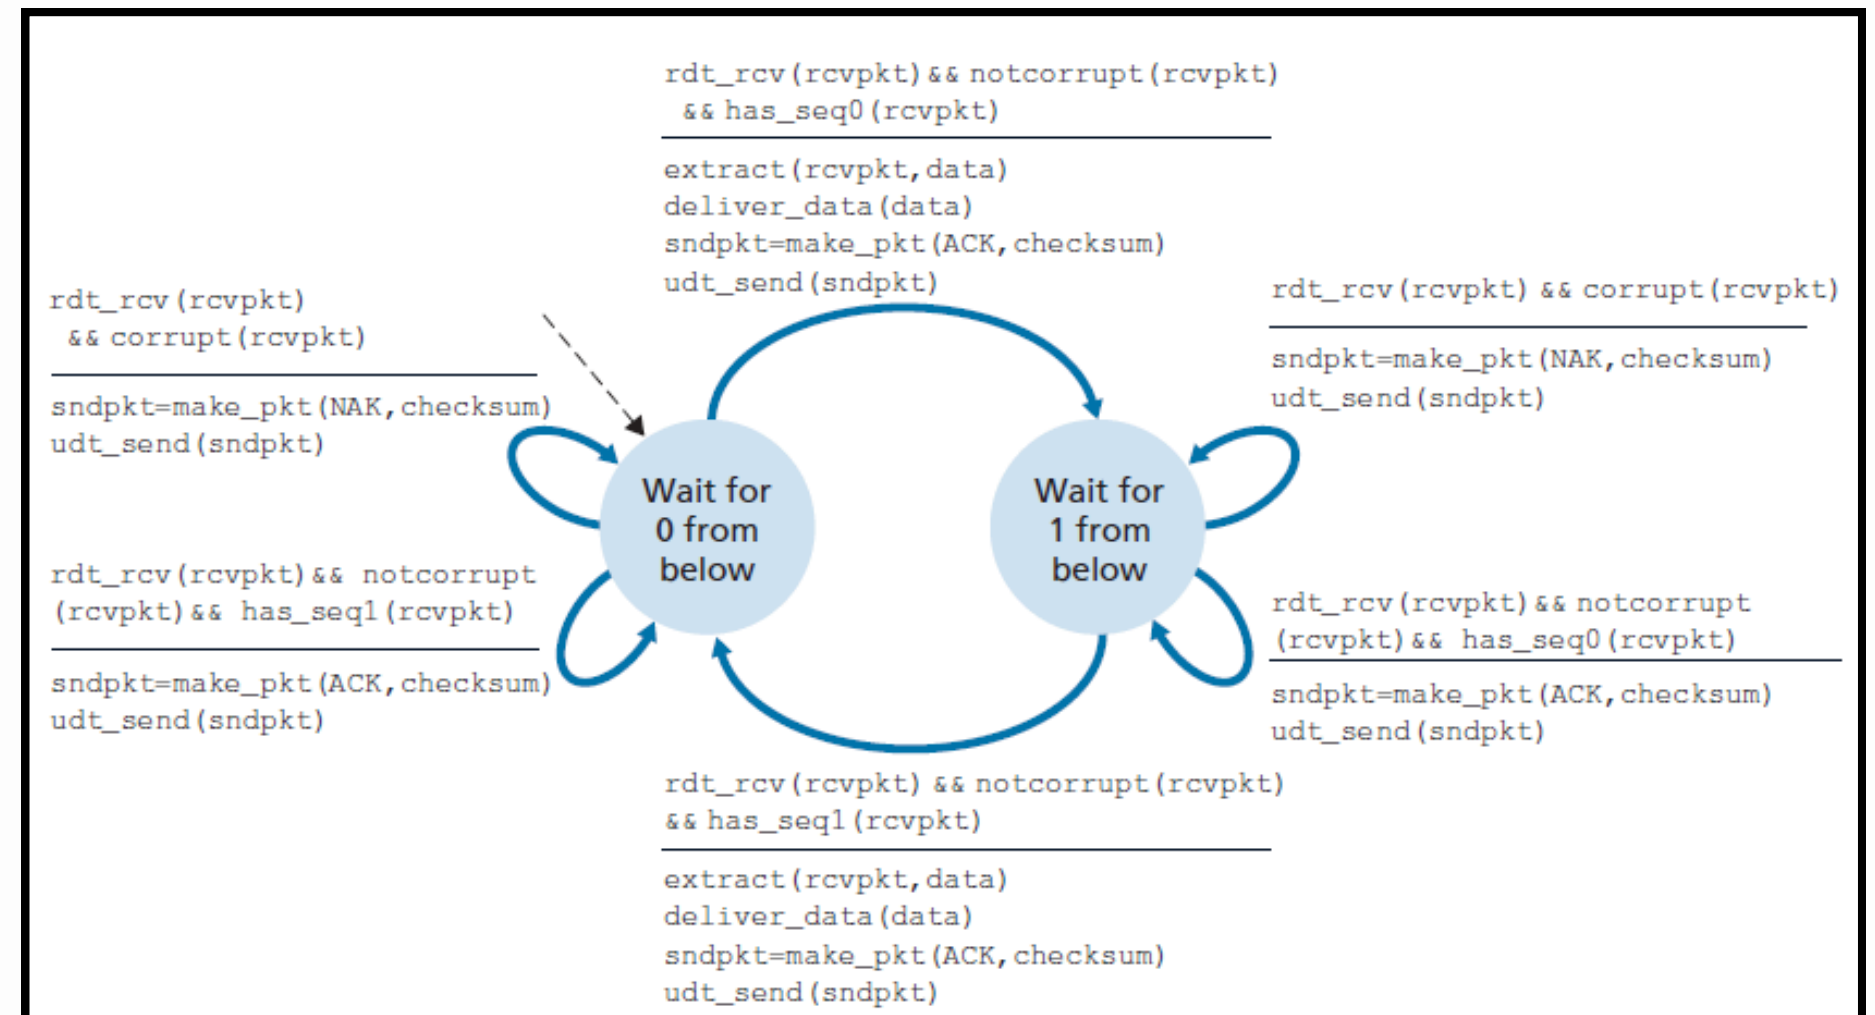 rdt_rcv(rcvpkt)&& notcorrupt(rcvpkt)
&& has_seq0(rcvpkt)
extract(rcvpkt,data)
deliver_data(data)
sndpkt=make_pkt(ACK,checksum)
udt_send(sndpkt)
rdt_rcv(rcvpkt)
&& corrupt(rcvpkt)
sndpkt=make_pkt(NAK,checksum)
udt_send(sndpkt)
rdt_rcv(rcvpkt) && corrupt(rcvpkt)
sndpkt=make_pkt(NAK,checksum)
udt_send(sndpkt)
Wait for
0 from
below
Wait for
1 from
below
rdt_rcv(rcvpkt)&& notcorrupt
(rcvpkt)&& has_seq1(rcvpkt)
sndpkt=make_pkt(ACK,checksum)
udt_send(sndpkt)
rdt_rcv(rcvpkt)&& notcorrupt
(rcvpkt)&& has_seq0(rcvpkt)
sndpkt=make_pkt(ACK,checksum)
udt_send(sndpkt)
rdt_rcv(rcvpkt) && notcorrupt(rcvpkt)
&& has_seq1(rcvpkt)
extract(rcvpkt,data)
deliver_data(data)
sndpkt=make_pkt(ACK,checksum)
udt_send(sndpkt)